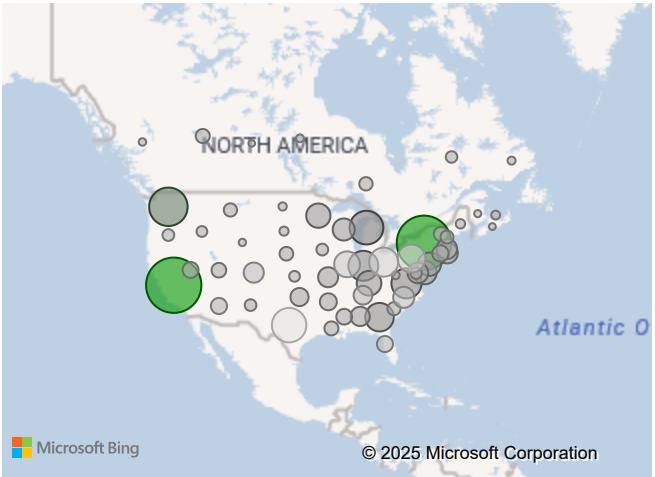 NORTH AMERICA
Atlantic O
Microsoft Bing
© 2025 Microsoft Corporation